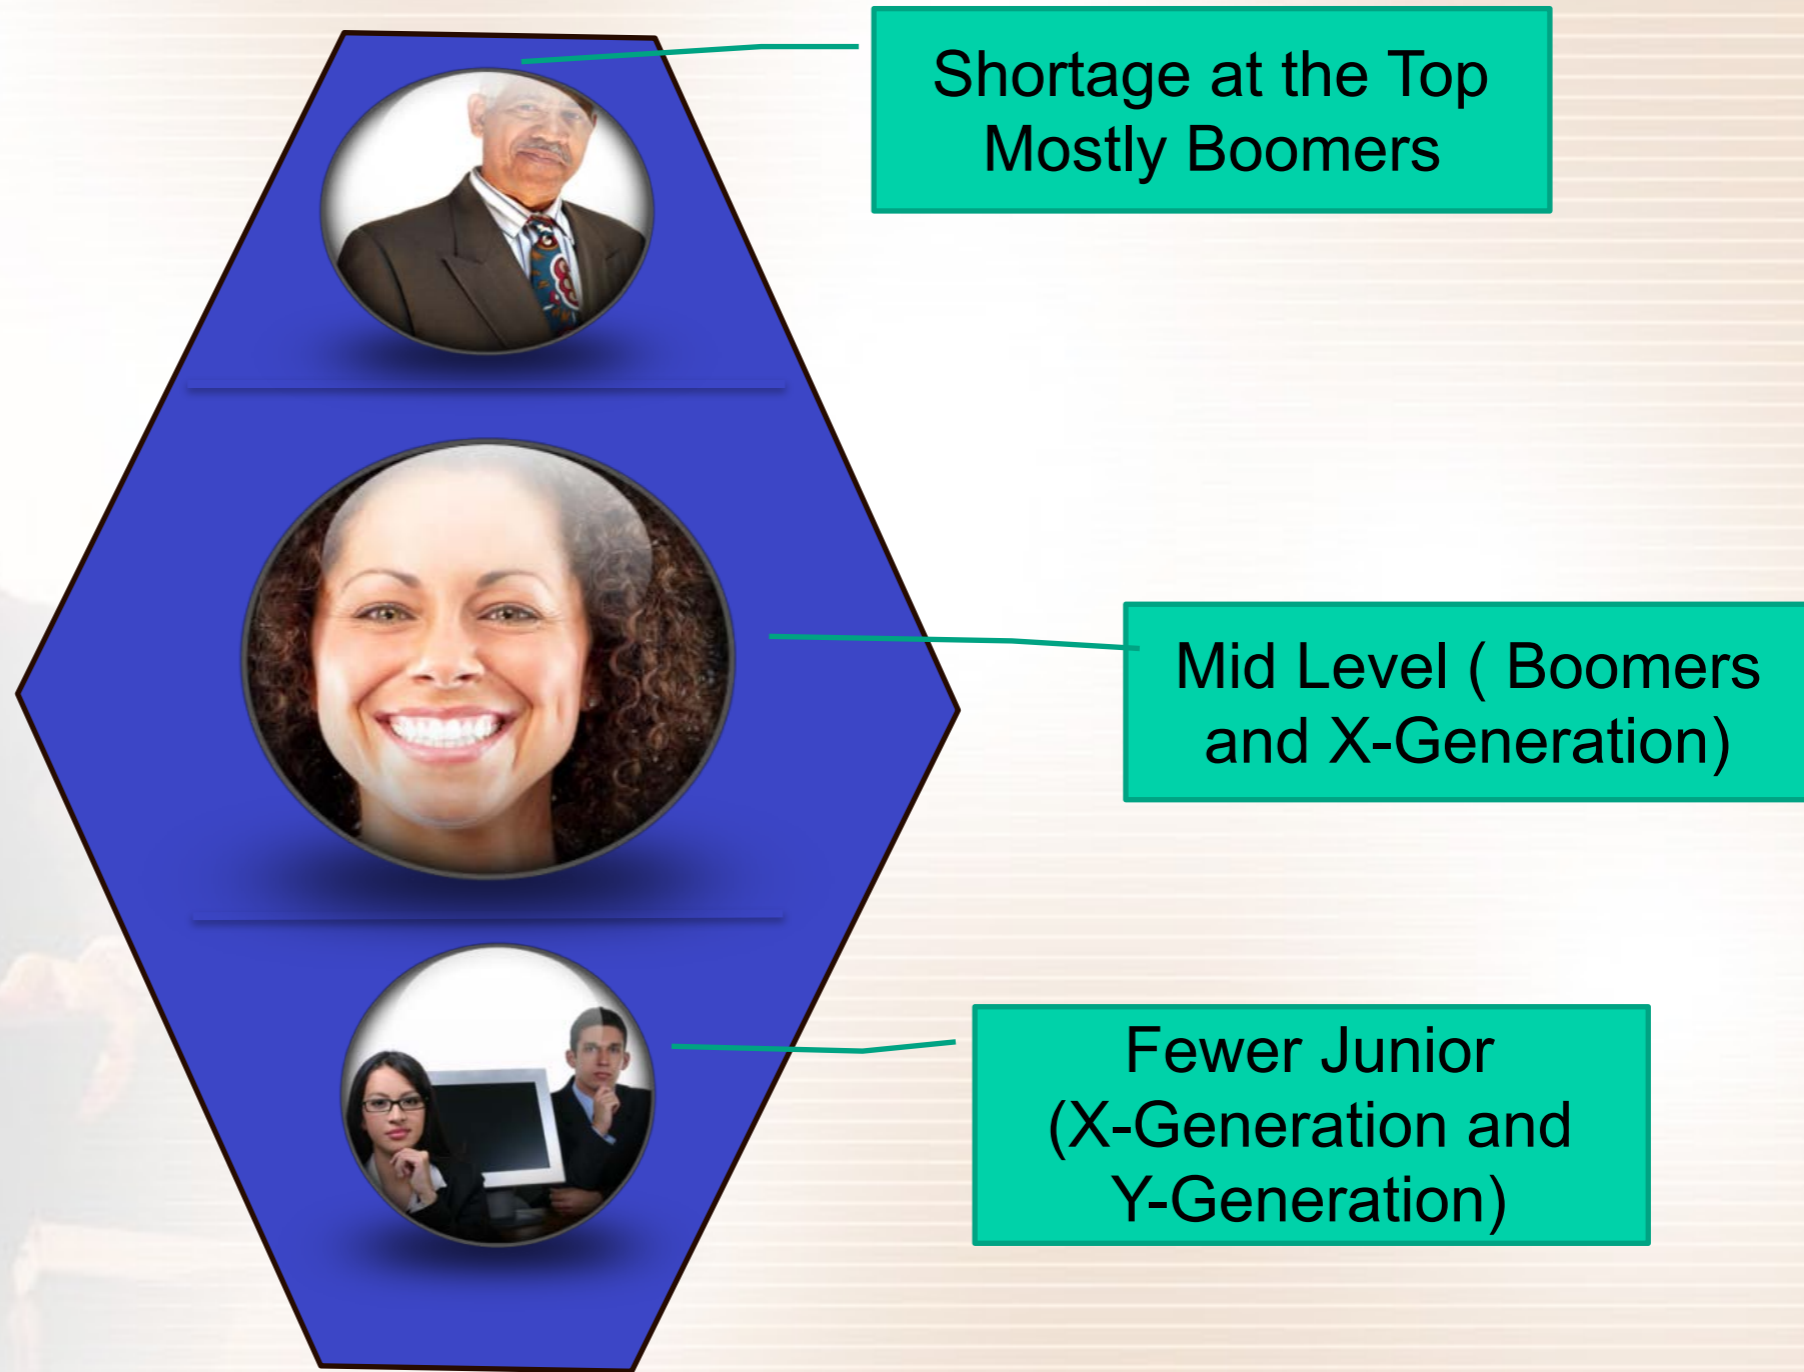 Shortage at the Top
Mostly Boomers
Mid Level ( Boomers
and X-Generation)
Fewer Junior
(X-Generation and
Y-Generation)